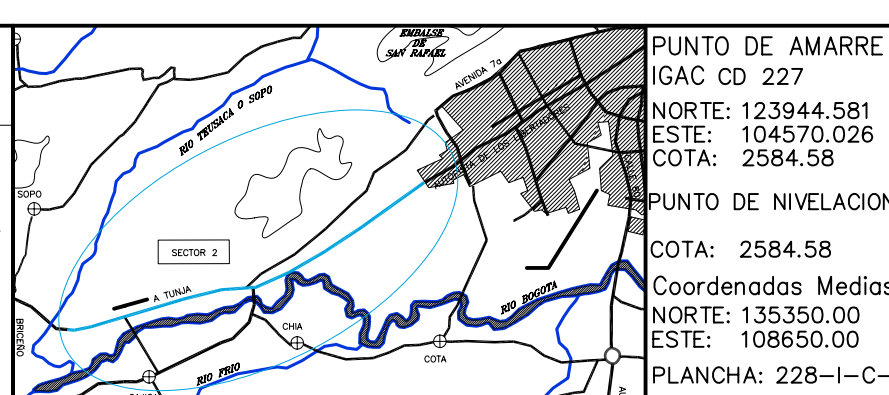 EMBALSE
DE
SAN RAFAEL
AVENIDA 7a
RIO TEUSACA O SOPO
AUTOPISTA DE LOS LIBERTADORES
SOPO
SECTOR 2
A TUNJA
RIO BOGOTA
BRICEÑO
CHIA
COTA
RIO FRIO
PUNTO DE AMARRE
IGAC CD 227
NORTE: 123944.581
ESTE: 104570.026
COTA: 2584.58
PUNTO DE NIVELACION
COTA: 2584.58
Coordenadas Medias
NORTE: 135350.00
ESTE: 108650.00
PLANCHA: 228-I-C-